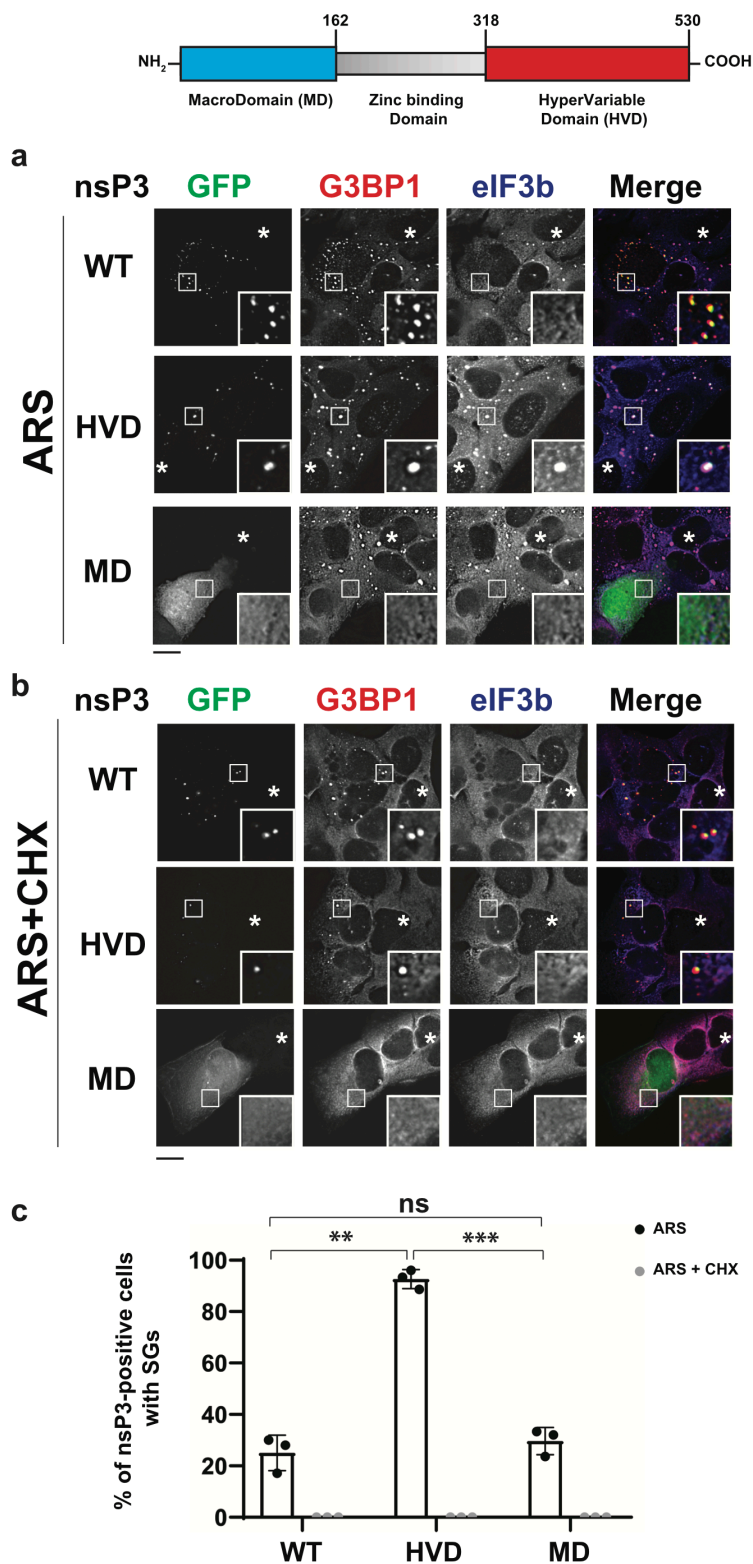 162 318 530
NH2 COOH
MacroDomain (MD) Zinc binding Domain HyperVariable Domain (HVD)
a
nsP3 GFP G3BP1 eIF3b Merge
ARS
WT
*
*
*
*
HVD
*
*
*
*
MD
*
*
*
*
b
nsP3 GFP G3BP1 eIF3b Merge
ARS+CHX
WT
*
*
*
*
HVD
*
*
*
*
MD
*
*
*
*
c
ns
** ***
ARS
ARS + CHX
% of nsP3-positive cells
with SGs
100
80
60
40
20
0
WT HVD MD